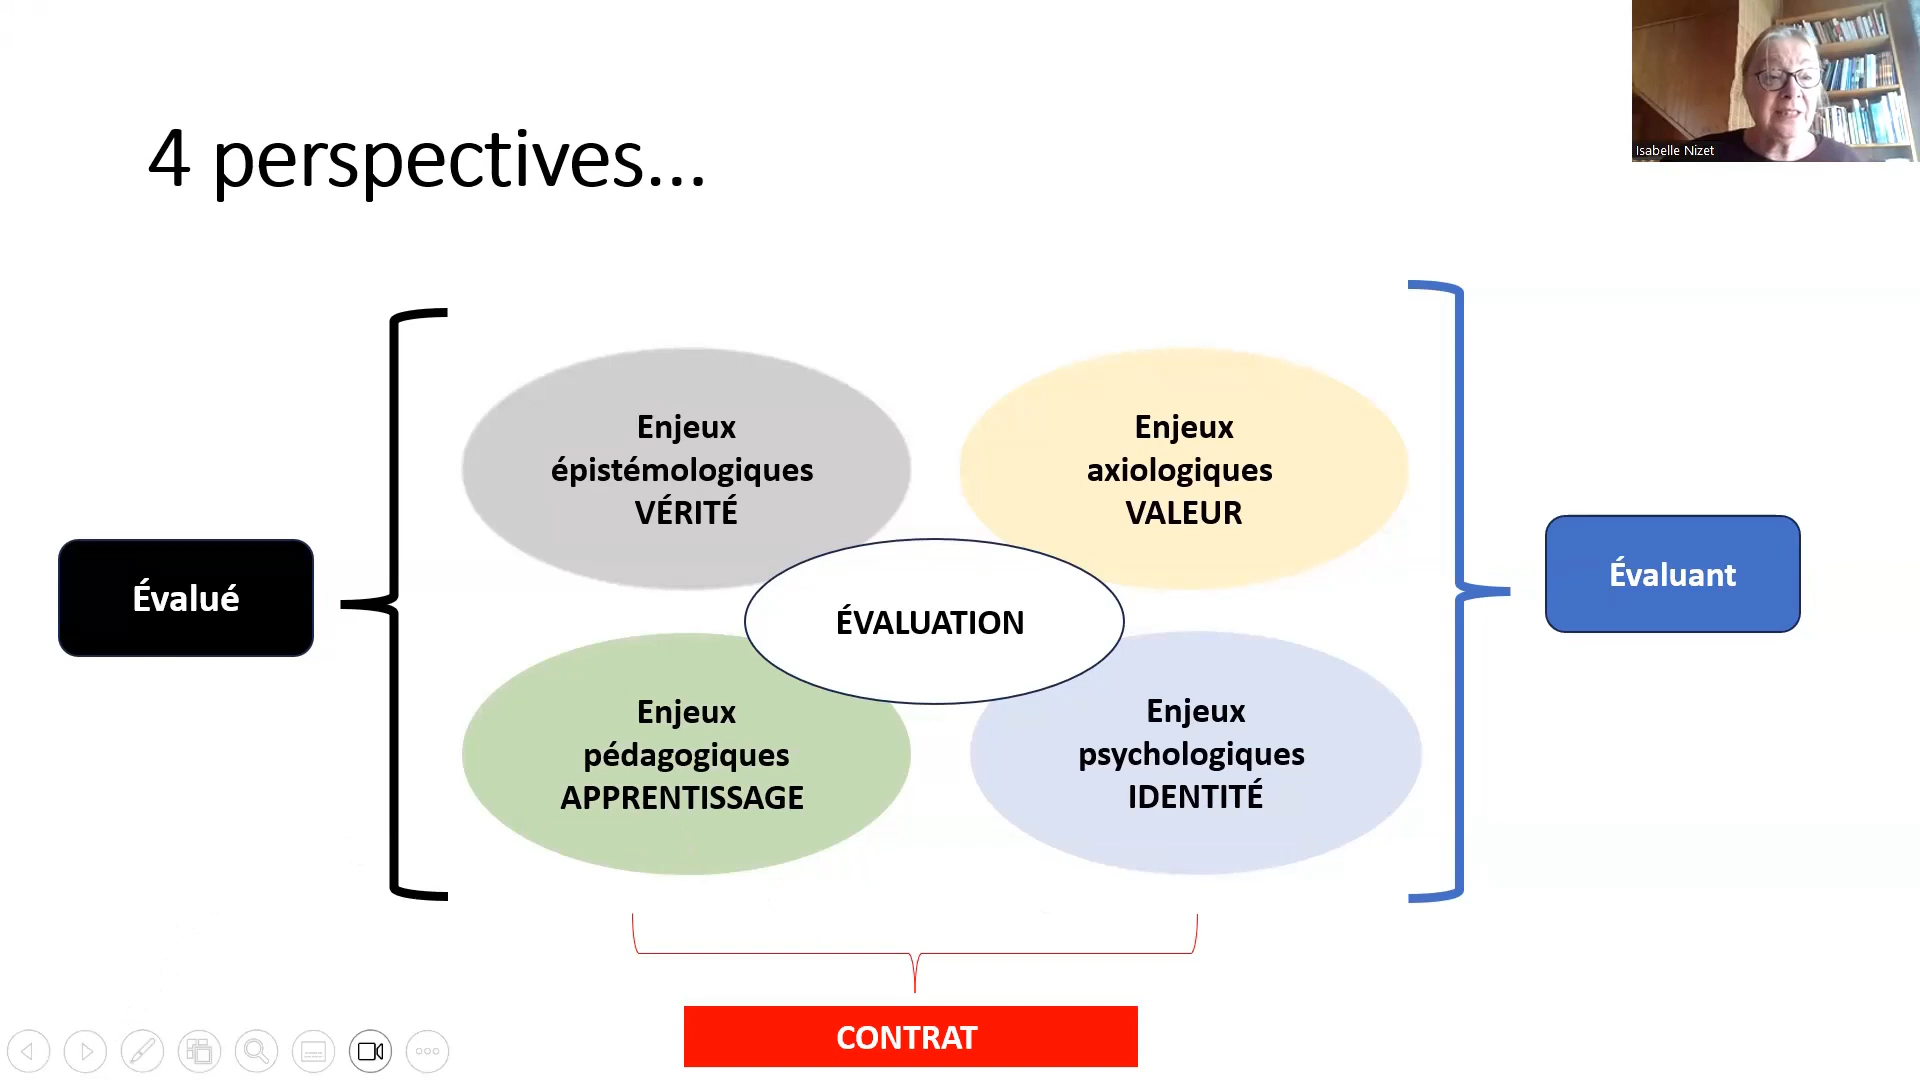 Isabelle Nizet
4 perspectives...
Enjeux
épistémologiques
VÉRITÉ
Enjeux
axiologiques
VALEUR
Évalué
ÉVALUATION
Évaluant
Enjeux
pédagogiques
APPRENTISSAGE
Enjeux
psychologiques
IDENTITÉ
CONTRAT